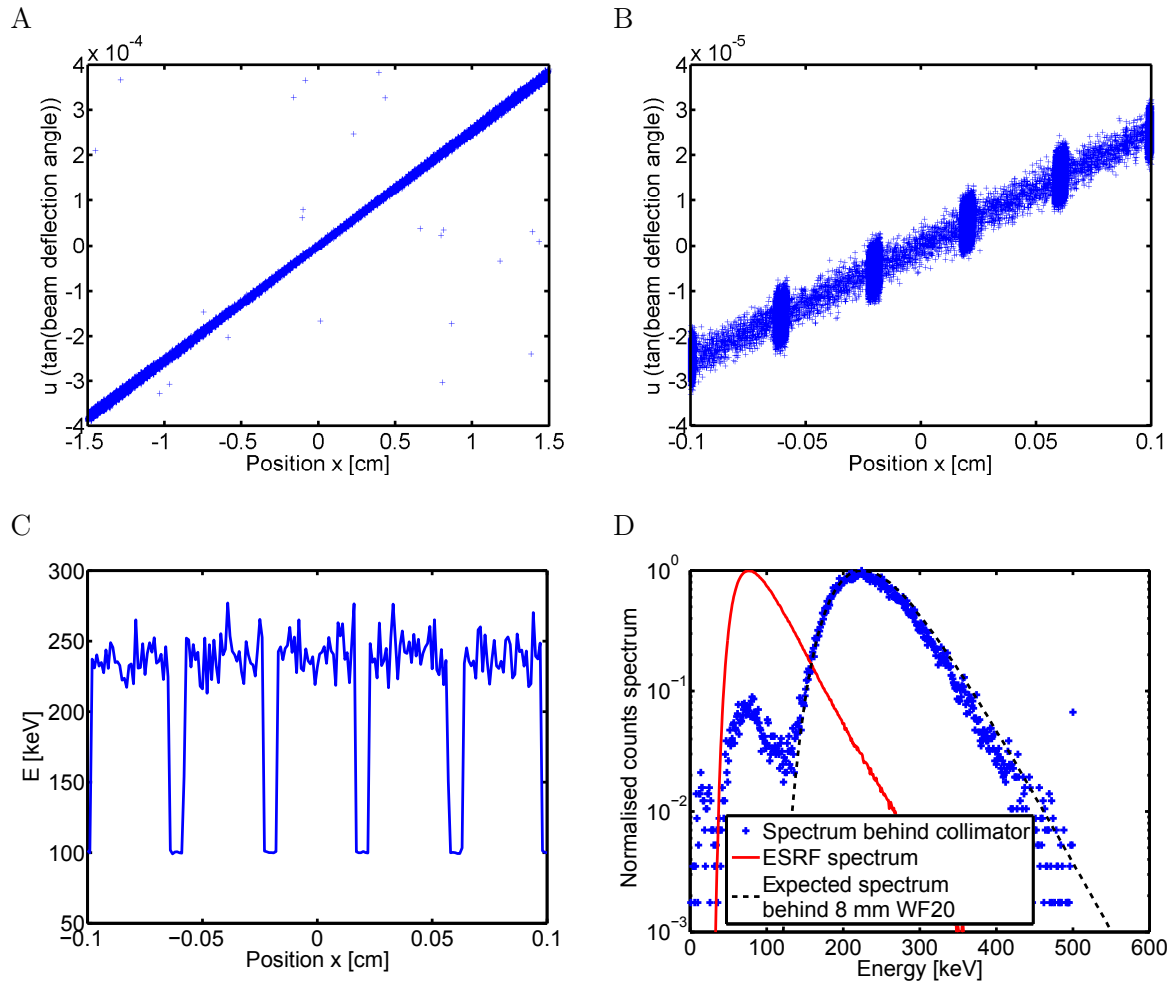 A
x 10⁻⁴
4
3
2
1
0
-1
-2
-3
-4
-1.5
-1
-0.5
0
0.5
1
1.5
Position x [cm]
u (tan(beam deflection angle))
B
x 10⁻⁵
4
3
2
1
0
-1
-2
-3
-4
-0.1
-0.05
0
0.05
0.1
Position x [cm]
u (tan(beam deflection angle))
C
300
250
200
150
100
50
−0.1
−0.05
0
0.05
0.1
Position x [cm]
E [keV]
D
10⁰
10⁻¹
10⁻²
10⁻³
0
100
200
300
400
500
600
Energy [keV]
Normalised counts spectrum
Spectrum behind collimator
ESRF spectrum
Expected spectrum
behind 8 mm WF20